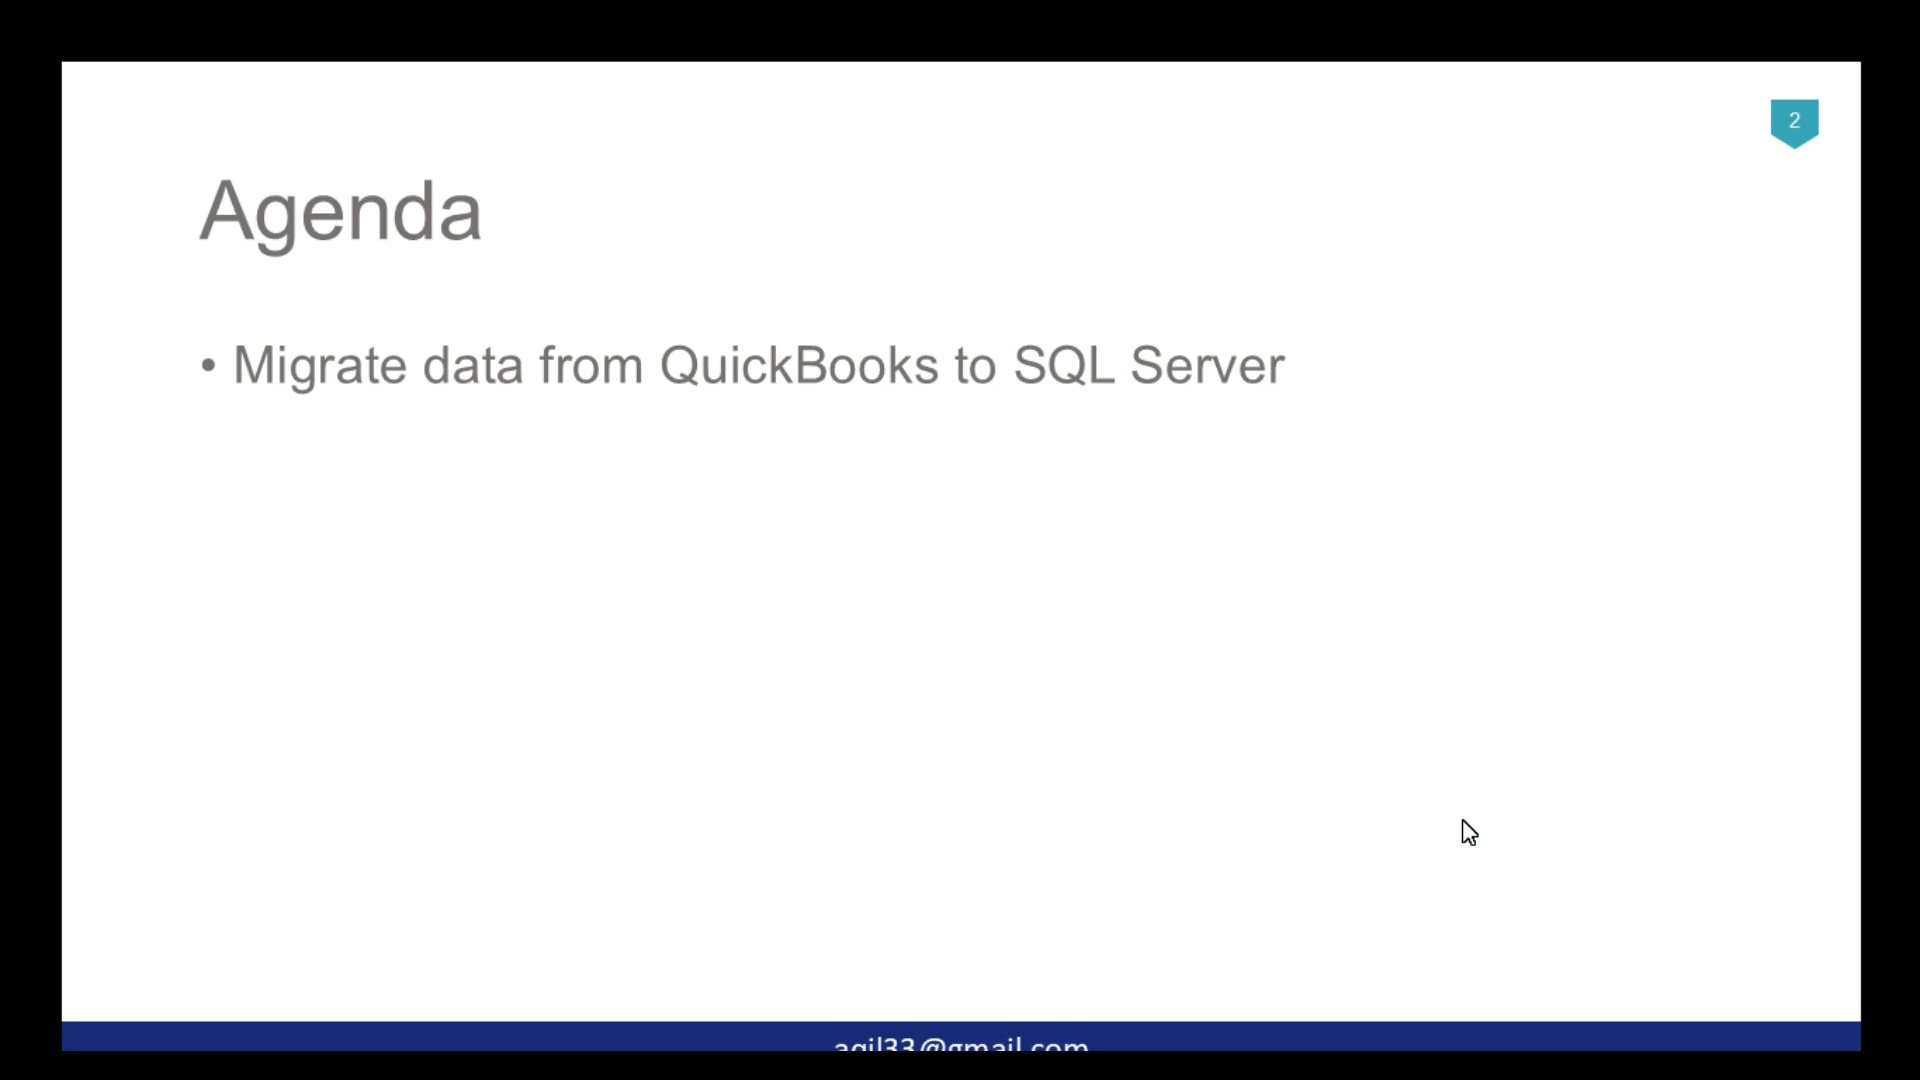 2
Agenda
• Migrate data from QuickBooks to SQL Server